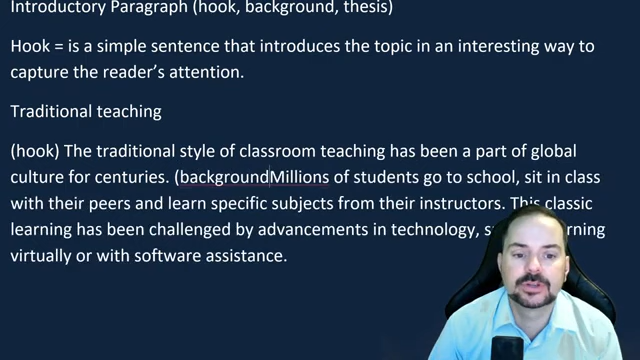 Introductory Paragraph (hook, background, thesis)
Hook = is a simple sentence that introduces the topic in an interesting way to
capture the reader's attention.
Traditional teaching
(hook) The traditional style of classroom teaching has been a part of global
culture for centuries. (backgroundMillions of students go to school, sit in class
with their peers and learn specific subjects from their instructors. This classic
learning has been challenged by advancements in technology,
virtually or with software assistance.